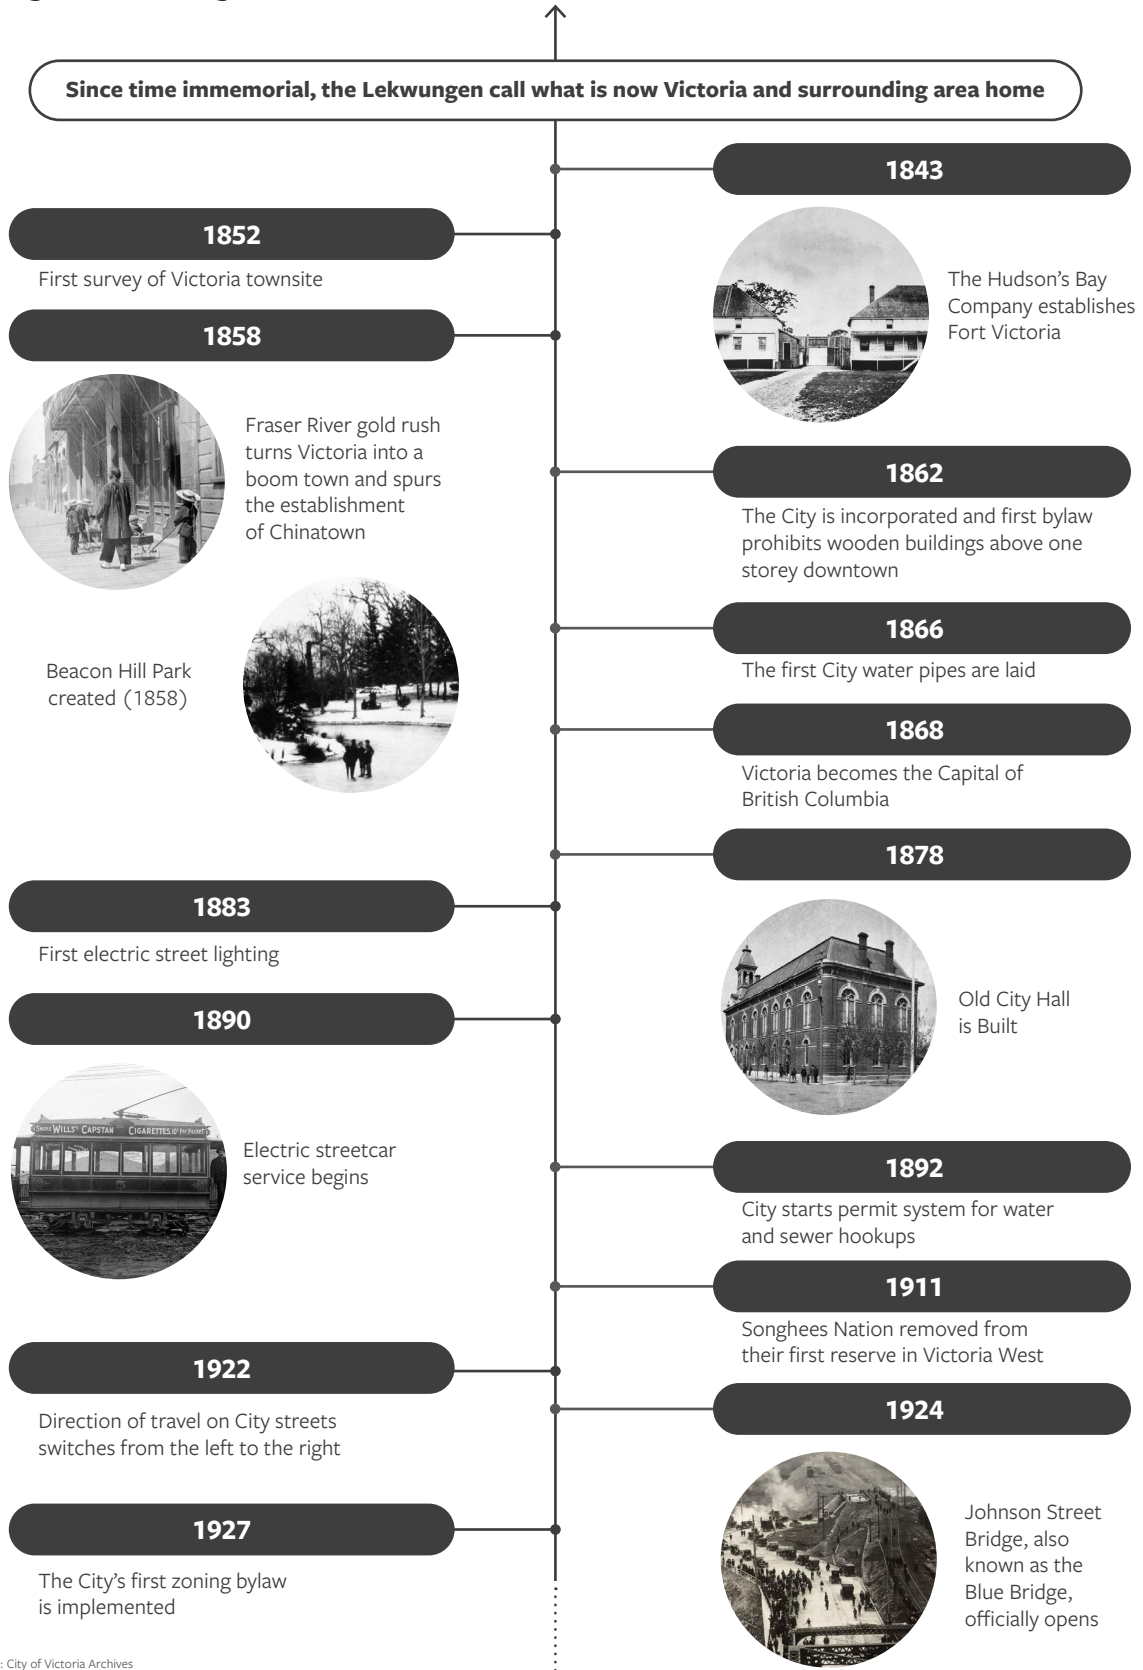 Since time immemorial, the Lekwungen call what is now Victoria and surrounding area home
1843
The Hudson's Bay
Company establishes
Fort Victoria
1852
First survey of Victoria townsite
1858
Fraser River gold rush
turns Victoria into a
boom town and spurs
the establishment
of Chinatown
Beacon Hill Park
created (1858)
1862
The City is incorporated and first bylaw
prohibits wooden buildings above one
storey downtown
1866
The first City water pipes are laid
1868
Victoria becomes the Capital of
British Columbia
1878
Old City Hall
is Built
1883
First electric street lighting
1890
SMOKE WILLS'S CAPSTAN CIGARETTES.10¢ Per Packet
Electric streetcar
service begins
1892
City starts permit system for water
and sewer hookups
1911
Songhees Nation removed from
their first reserve in Victoria West
1922
Direction of travel on City streets
switches from the left to the right
1924
Johnson Street
Bridge, also
known as the
Blue Bridge,
officially opens
1927
The City's first zoning bylaw
is implemented
: City of Victoria Archives